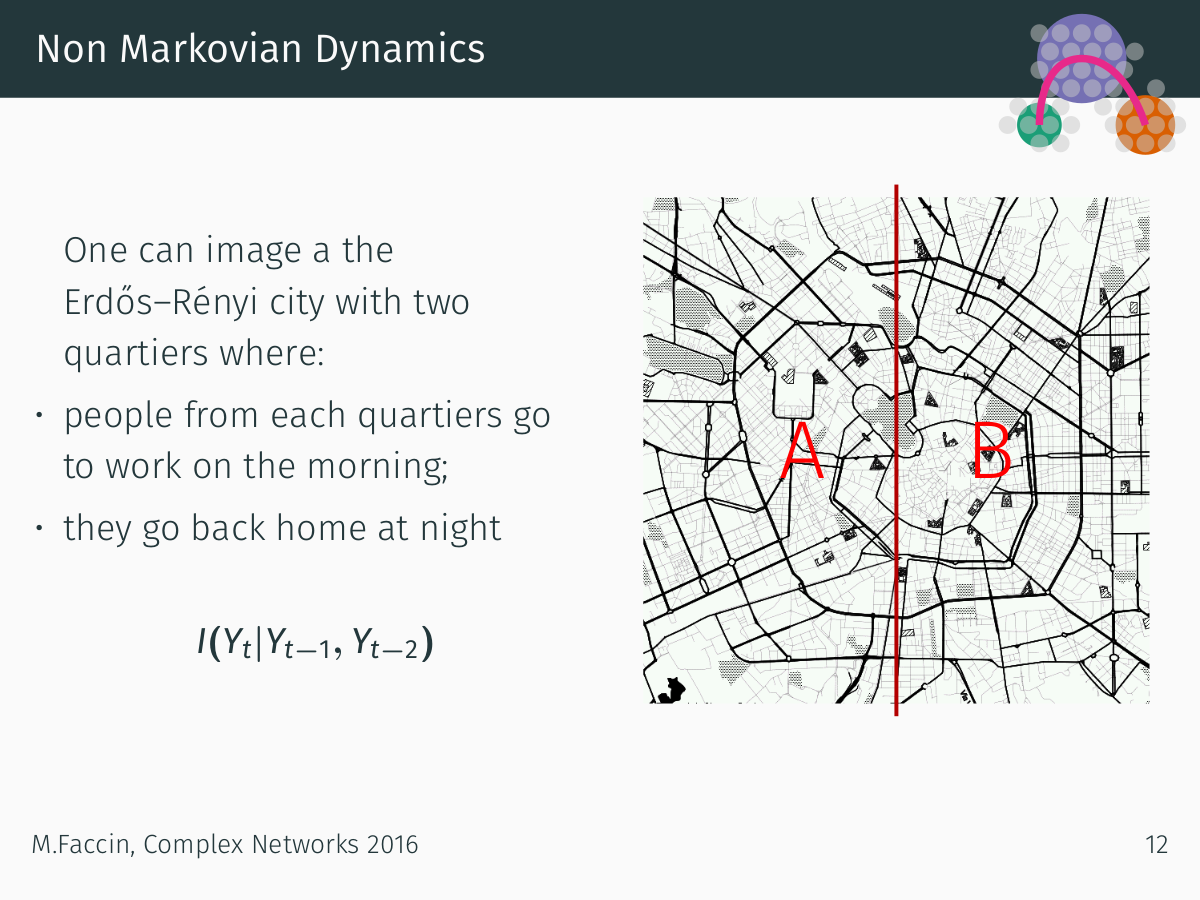 Non Markovian Dynamics
One can image a the
Erdős–Rényi city with two
quartiers where:
• people from each quartiers go
to work on the morning;
• they go back home at night
I(Y_t|Y_{t−1}, Y_{t−2})
A
B
M.Faccin, Complex Networks 2016
12